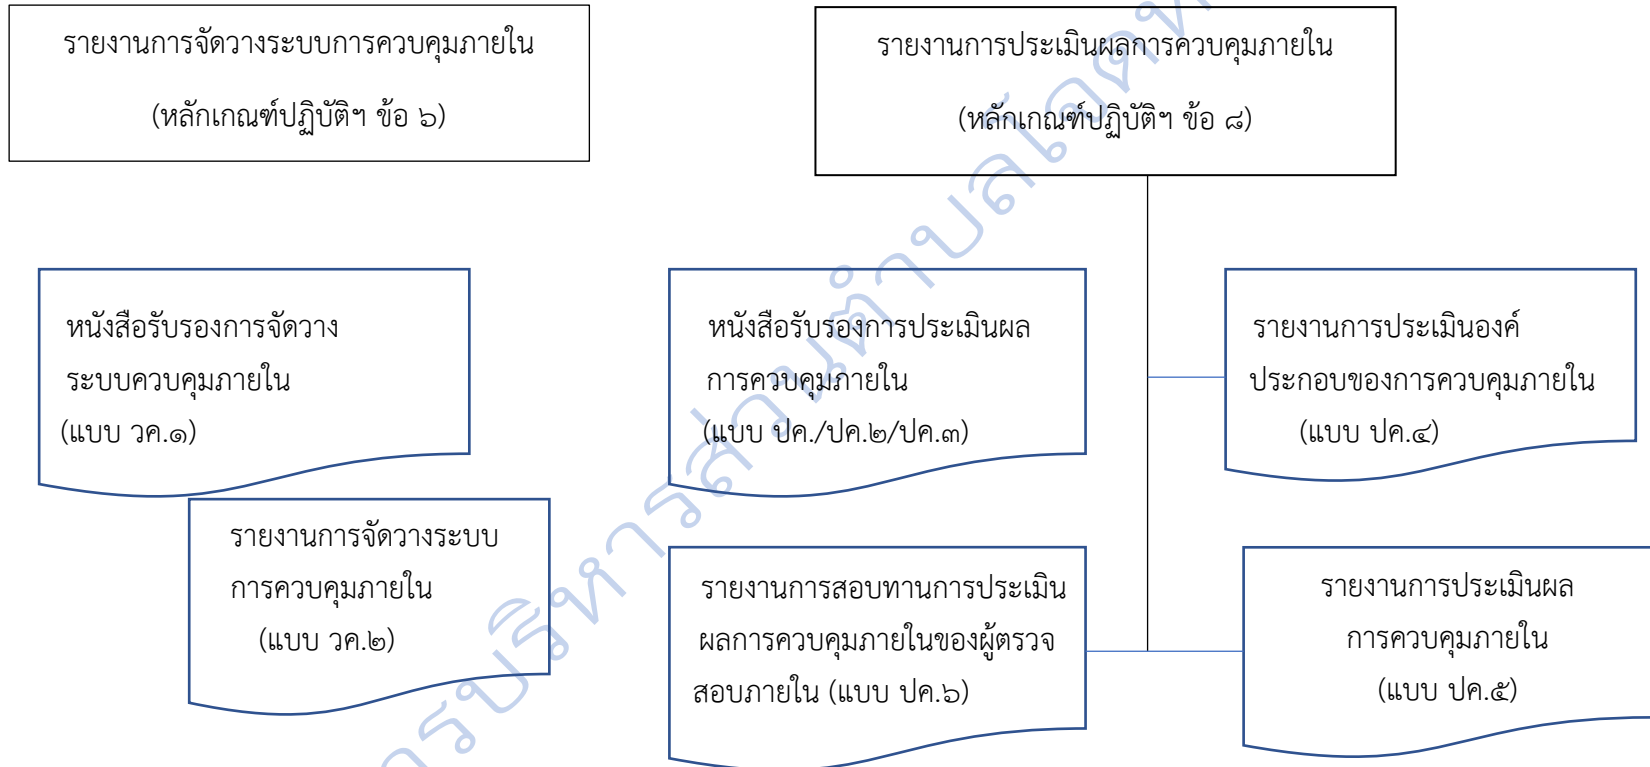 รายงานการจัดวางระบบการควบคุมภายใน
(หลักเกณฑ์ปฏิบัติฯ ข้อ ๖)
รายงานการประเมินผลการควบคุมภายใน
(หลักเกณฑ์ปฏิบัติฯ ข้อ ๘)
หนังสือรับรองการจัดวาง
ระบบควบคุมภายใน
(แบบ วค.๑)
หนังสือรับรองการประเมินผล
การควบคุมภายใน
(แบบ ปค./ปค.๒/ปค.๓)
รายงานการประเมินองค์
ประกอบของการควบคุมภายใน
(แบบ ปค.๔)
รายงานการจัดวางระบบ
การควบคุมภายใน
(แบบ วค.๒)
รายงานการสอบทานการประเมิน
ผลการควบคุมภายในของผู้ตรวจ
สอบภายใน (แบบ ปค.๖)
รายงานการประเมินผล
การควบคุมภายใน
(แบบ ปค.๕)
ารบริหารส่วนตำบลโคกห